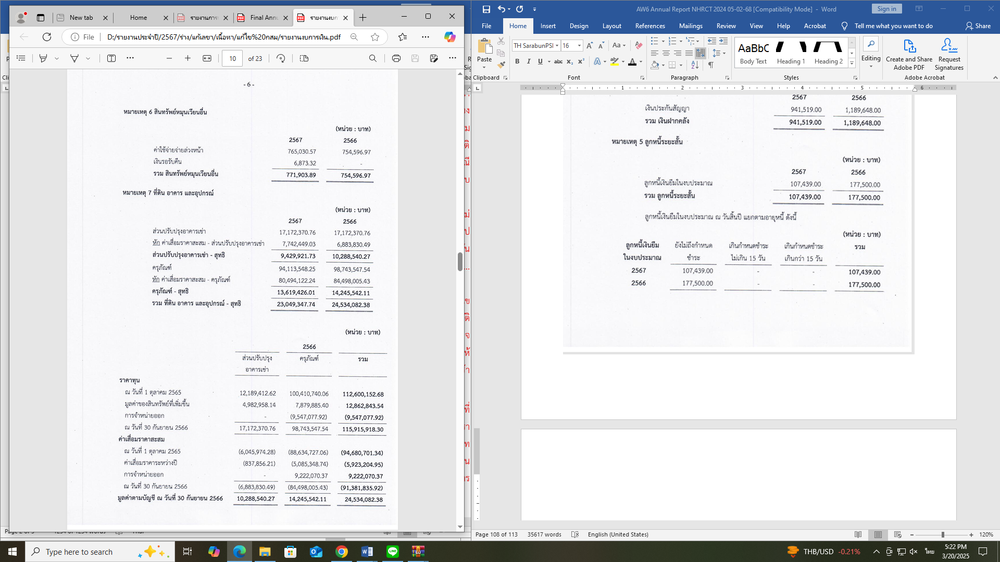 New tab
Home
Final Annu
File
D:/รายงานประจำปี/2567/ร่าง/แก้เลขา/เนื้อหา/แก้ไข%20กสม/รายงานงบการเงิน.pdf
10 of 23
- 6 -
หมายเหตุ 6 สินทรัพย์หมุนเวียนอื่น
(หน่วย : บาท)
2567 2566
ค่าใช้จ่ายจ่ายล่วงหน้า 765,030.57 754,596.97
เงินรอรับคืน 6,873.32 -
รวม สินทรัพย์หมุนเวียนอื่น 771,903.89 754,596.97
หมายเหตุ 7 ที่ดิน อาคาร และอุปกรณ์
(หน่วย : บาท)
2567 2566
ส่วนปรับปรุงอาคารเช่า 17,172,370.76 17,172,370.76
หัก ค่าเสื่อมราคาสะสม - ส่วนปรับปรุงอาคารเช่า 7,742,449.03 6,883,830.49
ส่วนปรับปรุงอาคารเช่า - สุทธิ 9,429,921.73 10,288,540.27
ครุภัณฑ์ 94,113,548.25 98,743,547.54
หัก ค่าเสื่อมราคาสะสม - ครุภัณฑ์ 80,494,122.24 84,498,005.43
ครุภัณฑ์ - สุทธิ 13,619,426.01 14,245,542.11
รวม ที่ดิน อาคาร และอุปกรณ์ - สุทธิ 23,049,347.74 24,534,082.38
(หน่วย : บาท)
2566
ส่วนปรับปรุง ครุภัณฑ์ รวม
อาคารเช่า
ราคาทุน
ณ วันที่ 1 ตุลาคม 2565 12,189,412.62 100,410,740.06 112,600,152.68
มูลค่าของสินทรัพย์ที่เพิ่มขึ้น 4,982,958.14 7,879,885.40 12,862,843.54
การจำหน่ายออก - (9,547,077.92) (9,547,077.92)
ณ วันที่ 30 กันยายน 2566 17,172,370.76 98,743,547.54 115,915,918.30
ค่าเสื่อมราคาสะสม
ณ วันที่ 1 ตุลาคม 2565 (6,045,974.28) (88,634,727.06) (94,680,701.34)
ค่าเสื่อมราคาระหว่างปี (837,856.21) (5,085,348.74) (5,923,204.95)
การจำหน่ายออก - 9,222,070.37 9,222,070.37
ณ วันที่ 30 กันยายน 2566 (6,883,830.49) (84,498,005.43) (91,381,835.92)
มูลค่าตามบัญชี ณ วันที่ 30 กันยายน 2566 10,288,540.27 14,245,542.11 24,534,082.38
AW6 Annual Report NHRCT 2024 05-02-68 [Compatibility Mode] - Word
Sign in
File Home Insert Design Layout References Mailings Review View Help Acrobat Tell me what you want to do Share
Paste
TH SarabunPSI 16
AaBbC
Body Text Heading 1 Heading 2
Editing
Create and Share Adobe PDF
Request Signatures
Clipboard Font Paragraph Styles Adobe Acrobat
1 2 3 4 5 6
2567 2566
เงินประกันสัญญา 941,519.00 1,189,648.00
รวม เงินฝากคลัง 941,519.00 1,189,648.00
หมายเหตุ 5 ลูกหนี้ระยะสั้น
(หน่วย : บาท)
2567 2566
ลูกหนี้เงินยืมในงบประมาณ 107,439.00 177,500.00
รวม ลูกหนี้ระยะสั้น 107,439.00 177,500.00
ลูกหนี้เงินยืมในงบประมาณ ณ วันสิ้นปี แยกตามอายุหนี้ ดังนี้
(หน่วย : บาท)
ลูกหนี้เงินยืม ยังไม่ถึงกำหนด เกินกำหนดชำระ เกินกำหนดชำระ รวม
ในงบประมาณ ชำระ ไม่เกิน 15 วัน เกินกว่า 15 วัน
2567 107,439.00 - - 107,439.00
2566 177,500.00 - - 177,500.00
Page 108 of 113 35617 words English (United States) 120%
Type here to search
THB/USD -0.21%
ไทย
5:22 PM
3/20/2025